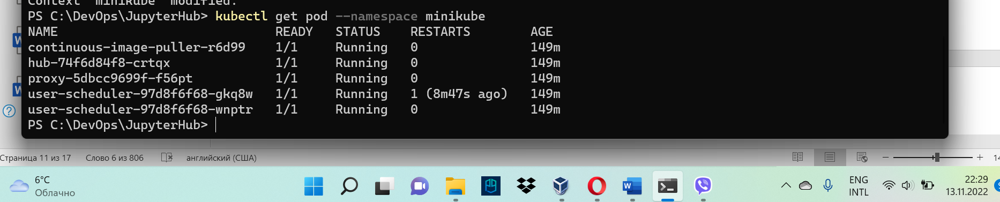 Context "minikube" modified.
PS C:\DevOps\JupyterHub> kubectl get pod --namespace minikube
NAME READY STATUS RESTARTS AGE
continuous-image-puller-r6d99 1/1 Running 0 149m
hub-74f6d84f8-crtqx 1/1 Running 0 149m
proxy-5dbcc9699f-f56pt 1/1 Running 0 149m
user-scheduler-97d8f6f68-gkq8w 1/1 Running 1 (8m47s ago) 149m
user-scheduler-97d8f6f68-wnptr 1/1 Running 0 149m
PS C:\DevOps\JupyterHub>
Страница 11 из 17 Слово 6 из 806 английский (США)
6°C
Облачно
ENG
INTL
22:29
13.11.2022